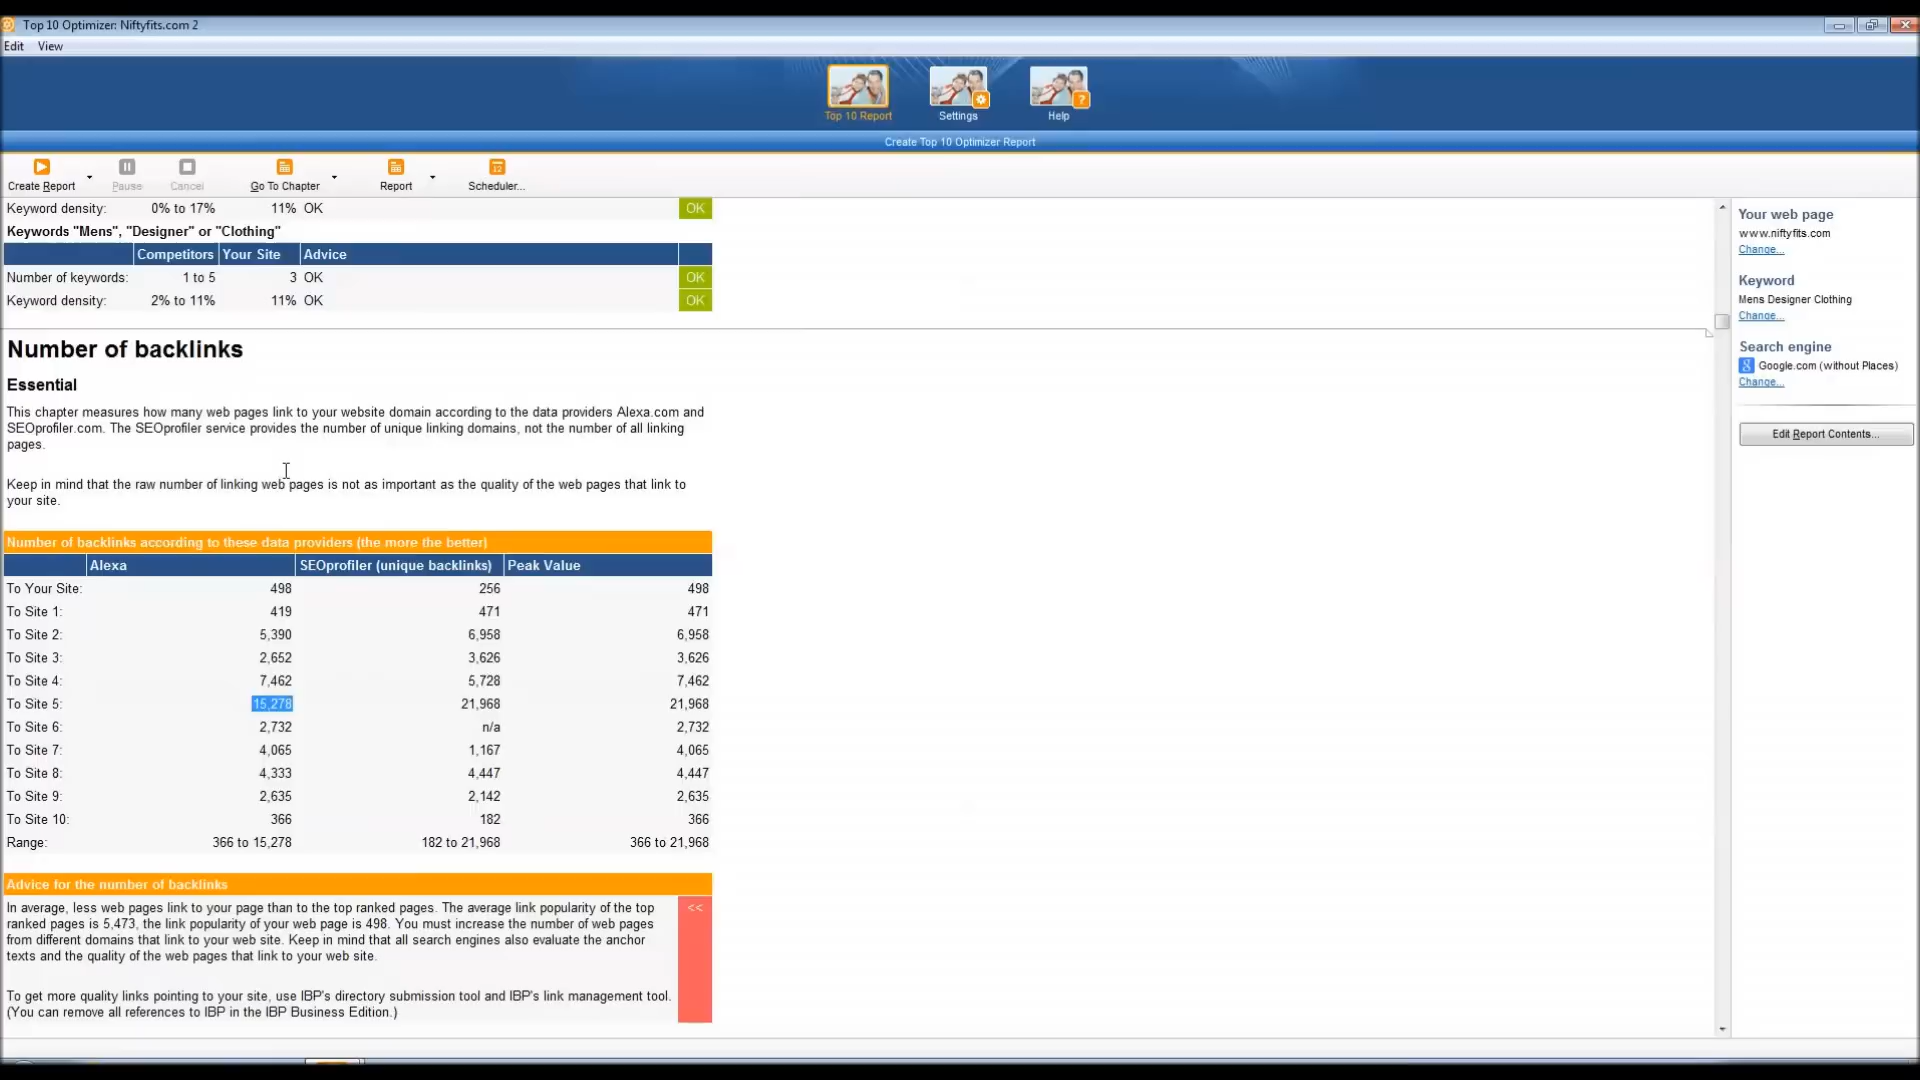 Top 10 Optimizer: Niftyfits.com 2
Edit View
Top 10 Report Settings Help
Create Top 10 Optimizer Report
Create Report Pause Cancel Go To Chapter Report 12 Scheduler...
Keyword density: 0% to 17% 11% OK OK
Keywords "Mens", "Designer" or "Clothing"
Competitors Your Site Advice
Number of keywords: 1 to 5 3 OK OK
Keyword density: 2% to 11% 11% OK OK
Number of backlinks
Essential
This chapter measures how many web pages link to your website domain according to the data providers Alexa.com and
SEOprofiler.com. The SEOprofiler service provides the number of unique linking domains, not the number of all linking
pages.
Keep in mind that the raw number of linking web pages is not as important as the quality of the web pages that link to
your site.
Number of backlinks according to these data providers (the more the better)
Alexa SEOprofiler (unique backlinks) Peak Value
To Your Site: 498 256 498
To Site 1: 419 471 471
To Site 2: 5,390 6,958 6,958
To Site 3: 2,652 3,626 3,626
To Site 4: 7,462 5,728 7,462
To Site 5: 15,278 21,968 21,968
To Site 6: 2,732 n/a 2,732
To Site 7: 4,065 1,167 4,065
To Site 8: 4,333 4,447 4,447
To Site 9: 2,635 2,142 2,635
To Site 10: 366 182 366
Range: 366 to 15,278 182 to 21,968 366 to 21,968
Advice for the number of backlinks
In average, less web pages link to your page than to the top ranked pages. The average link popularity of the top <<
ranked pages is 5,473, the link popularity of your web page is 498. You must increase the number of web pages
from different domains that link to your web site. Keep in mind that all search engines also evaluate the anchor
texts and the quality of the web pages that link to your web site.
To get more quality links pointing to your site, use IBP's directory submission tool and IBP's link management tool.
(You can remove all references to IBP in the IBP Business Edition.)
Your web page
www.niftyfits.com
Change...
Keyword
Mens Designer Clothing
Change...
Search engine
8 Google.com (without Places)
Change...
Edit Report Contents...